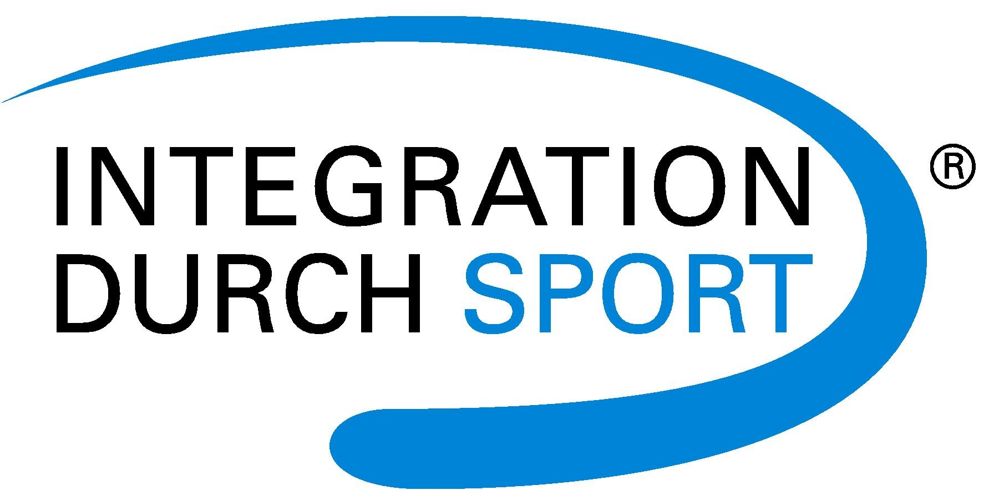 INTEGRATION ®
DURCH SPORT